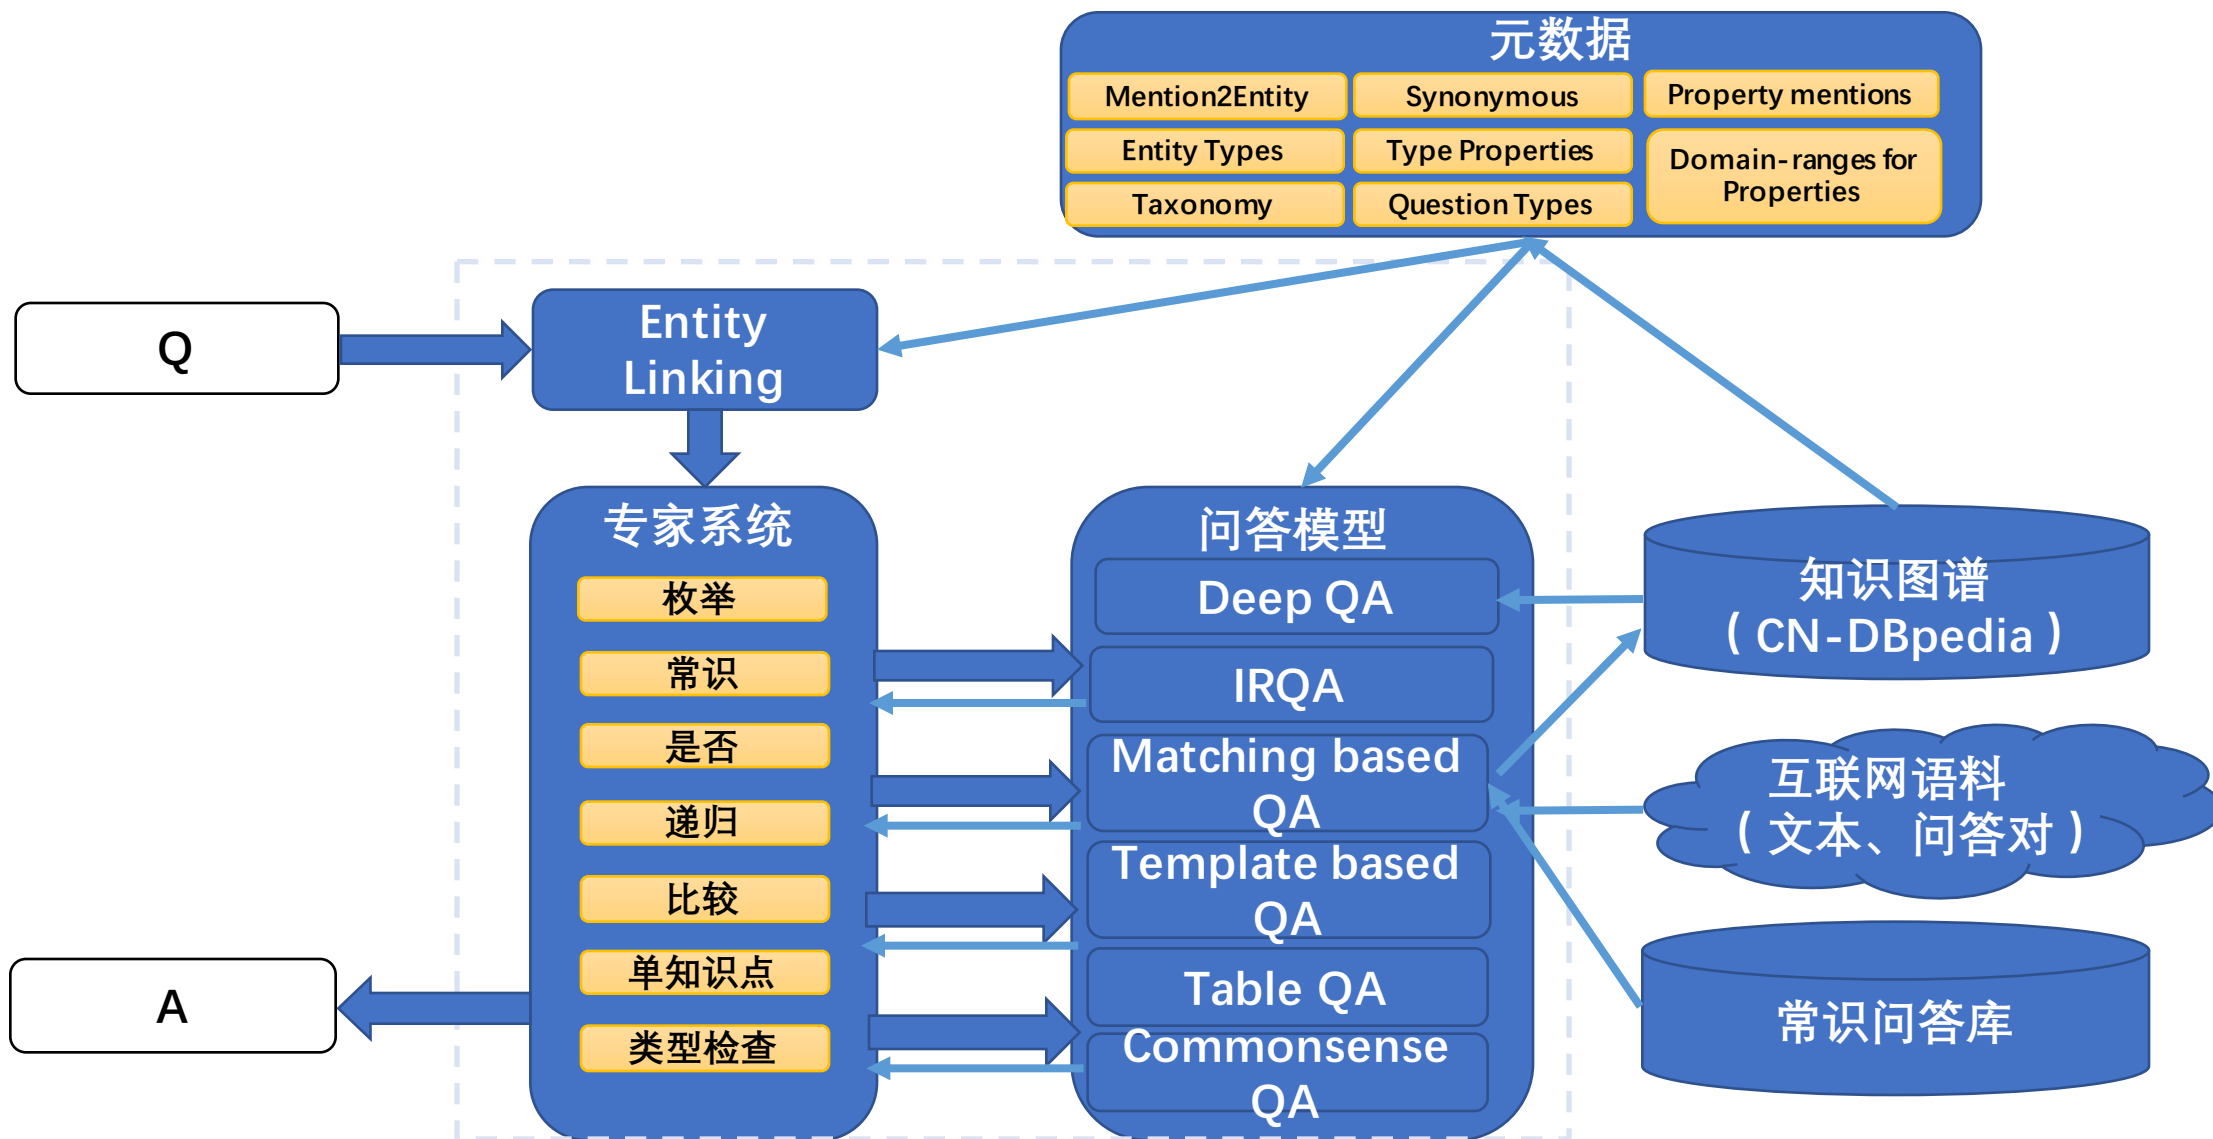 元数据
Mention2Entity
Synonymous
Property mentions
Entity Types
Type Properties
Domain-ranges for
Properties
Taxonomy
Question Types
Q
Entity
Linking
专家系统
枚举
常识
是否
递归
比较
单知识点
类型检查
A
问答模型
Deep QA
IRQA
Matching based
QA
Template based
QA
Table QA
Commonsense
QA
知识图谱
(CN-DBpedia)
互联网语料
(文本、问答对)
常识问答库